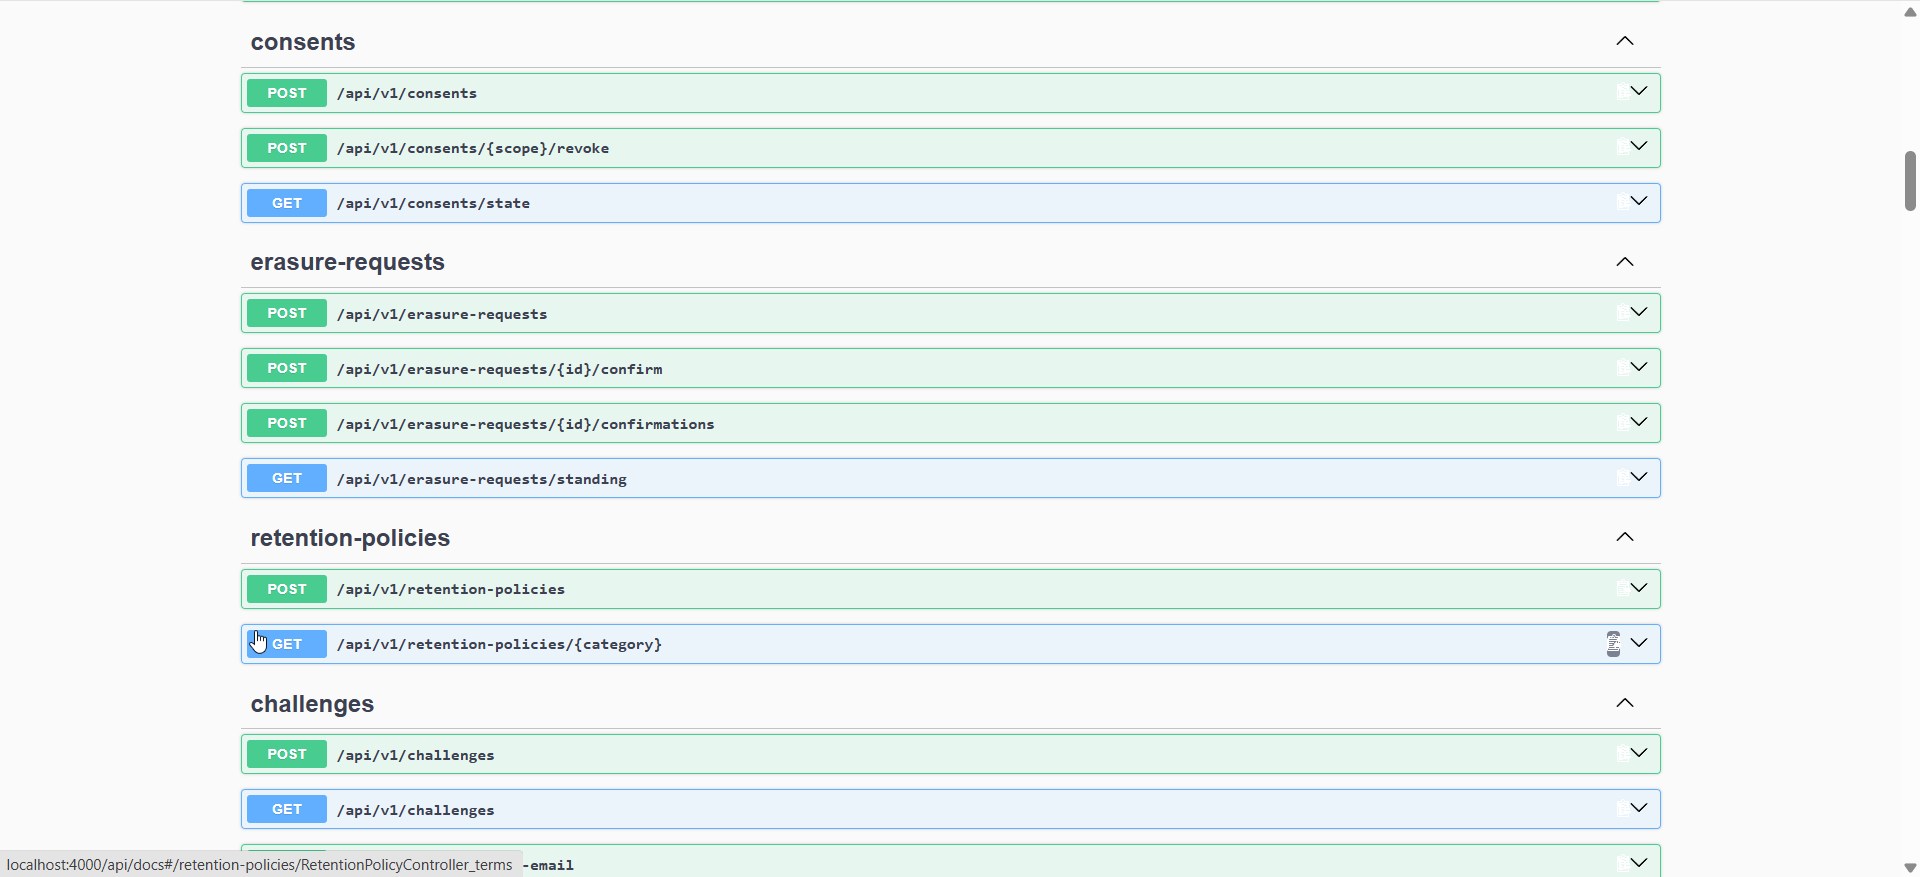 consents
POST /api/v1/consents
POST /api/v1/consents/{scope}/revoke
GET /api/v1/consents/state
erasure-requests
POST /api/v1/erasure-requests
POST /api/v1/erasure-requests/{id}/confirm
POST /api/v1/erasure-requests/{id}/confirmations
GET /api/v1/erasure-requests/standing
retention-policies
POST /api/v1/retention-policies
GET /api/v1/retention-policies/{category}
challenges
POST /api/v1/challenges
GET /api/v1/challenges
-email
localhost:4000/api/docs#/retention-policies/RetentionPolicyController_terms